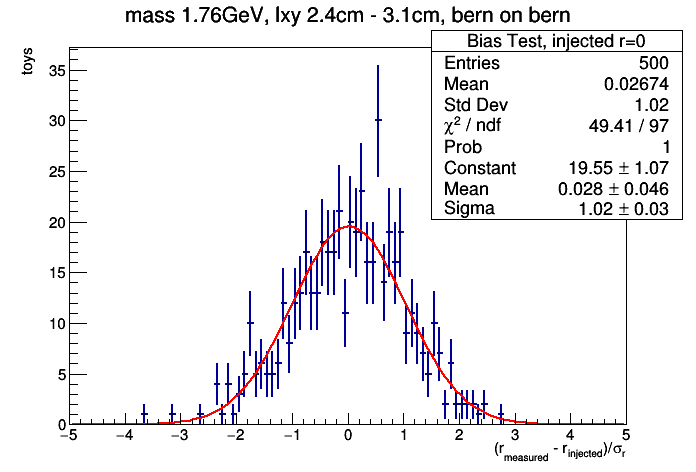 mass 1.76GeV, lxy 2.4cm - 3.1cm, bern on bern
Bias Test, injected r=0
Entries 500
Mean 0.02674
Std Dev 1.02
χ² / ndf 49.41 / 97
Prob 1
Constant 19.55 ± 1.07
Mean 0.028 ± 0.046
Sigma 1.02 ± 0.03
toys
35
30
25
20
15
10
5
0
−5 −4 −3 −2 −1 0 1 2 3 4 5
(r_measured - r_injected)/σ_r